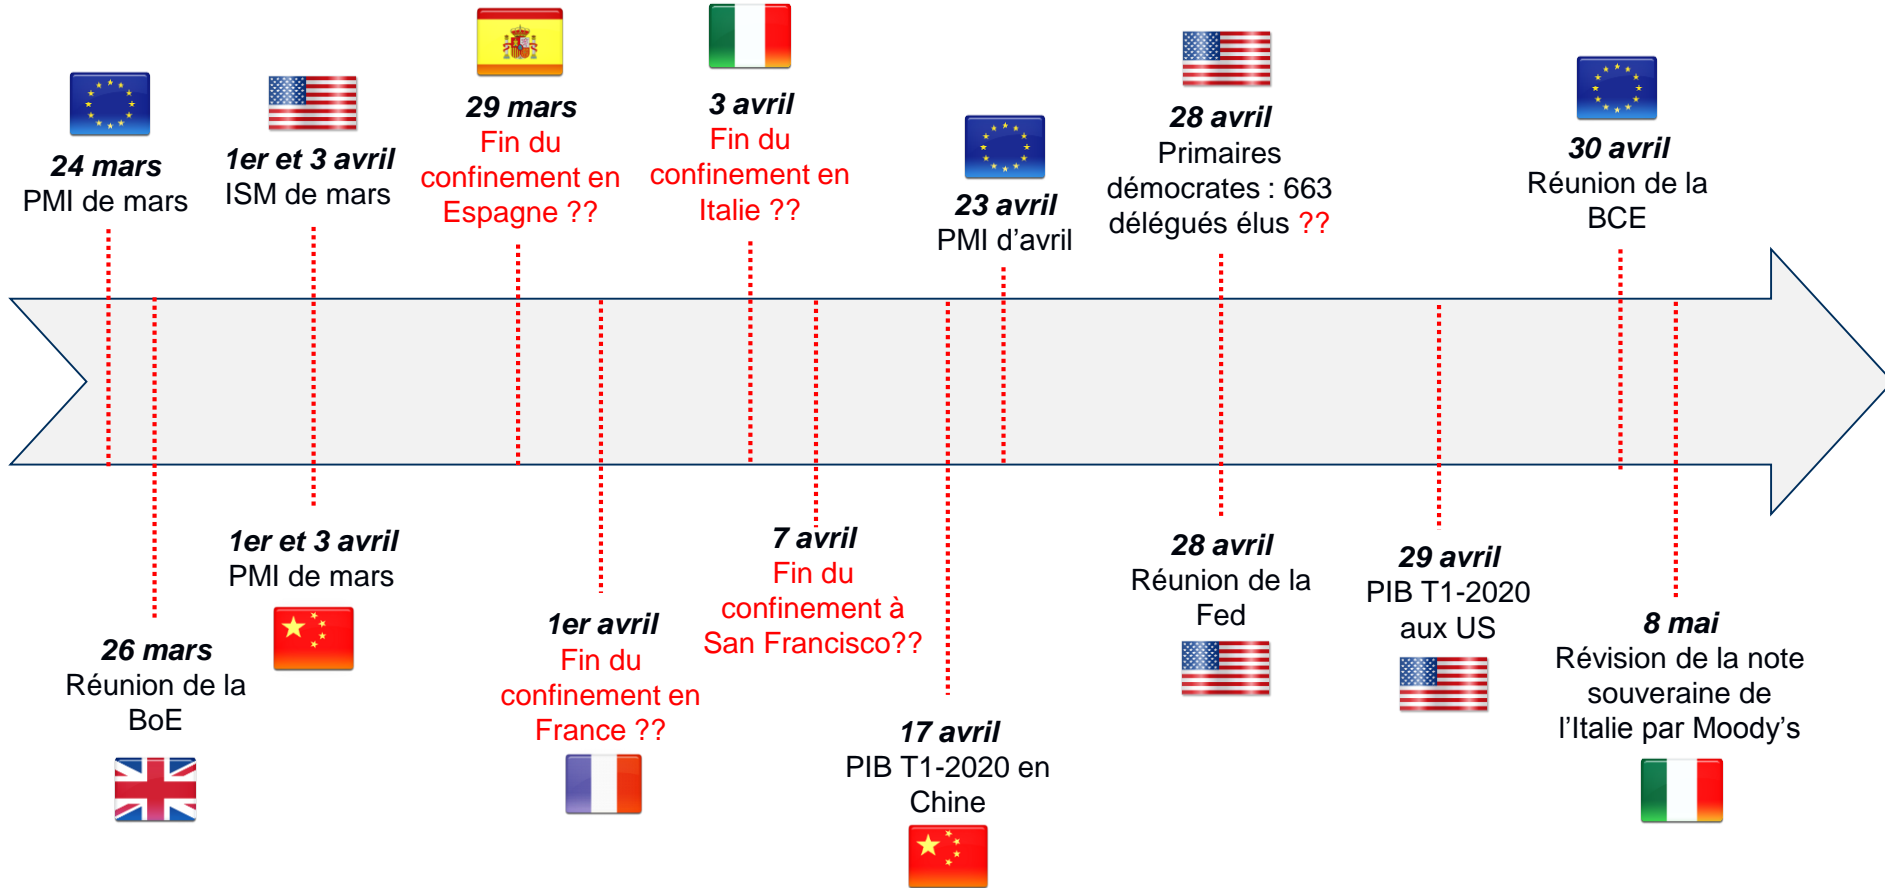 24 mars
PMI de mars
1er et 3 avril
ISM de mars
29 mars
Fin du
confinement en
Espagne ??
3 avril
Fin du
confinement en
Italie ??
23 avril
PMI d’avril
28 avril
Primaires
démocrates : 663
délégués élus ??
30 avril
Réunion de la
BCE
26 mars
Réunion de la
BoE
1er et 3 avril
PMI de mars
1er avril
Fin du
confinement en
France ??
7 avril
Fin du
confinement à
San Francisco??
17 avril
PIB T1-2020 en
Chine
28 avril
Réunion de la
Fed
29 avril
PIB T1-2020
aux US
8 mai
Révision de la note
souveraine de
l’Italie par Moody’s